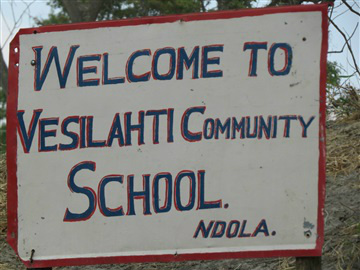 WELCOME TO
VESILAHTI COMMUNITY
SCHOOL.
NDOLA.